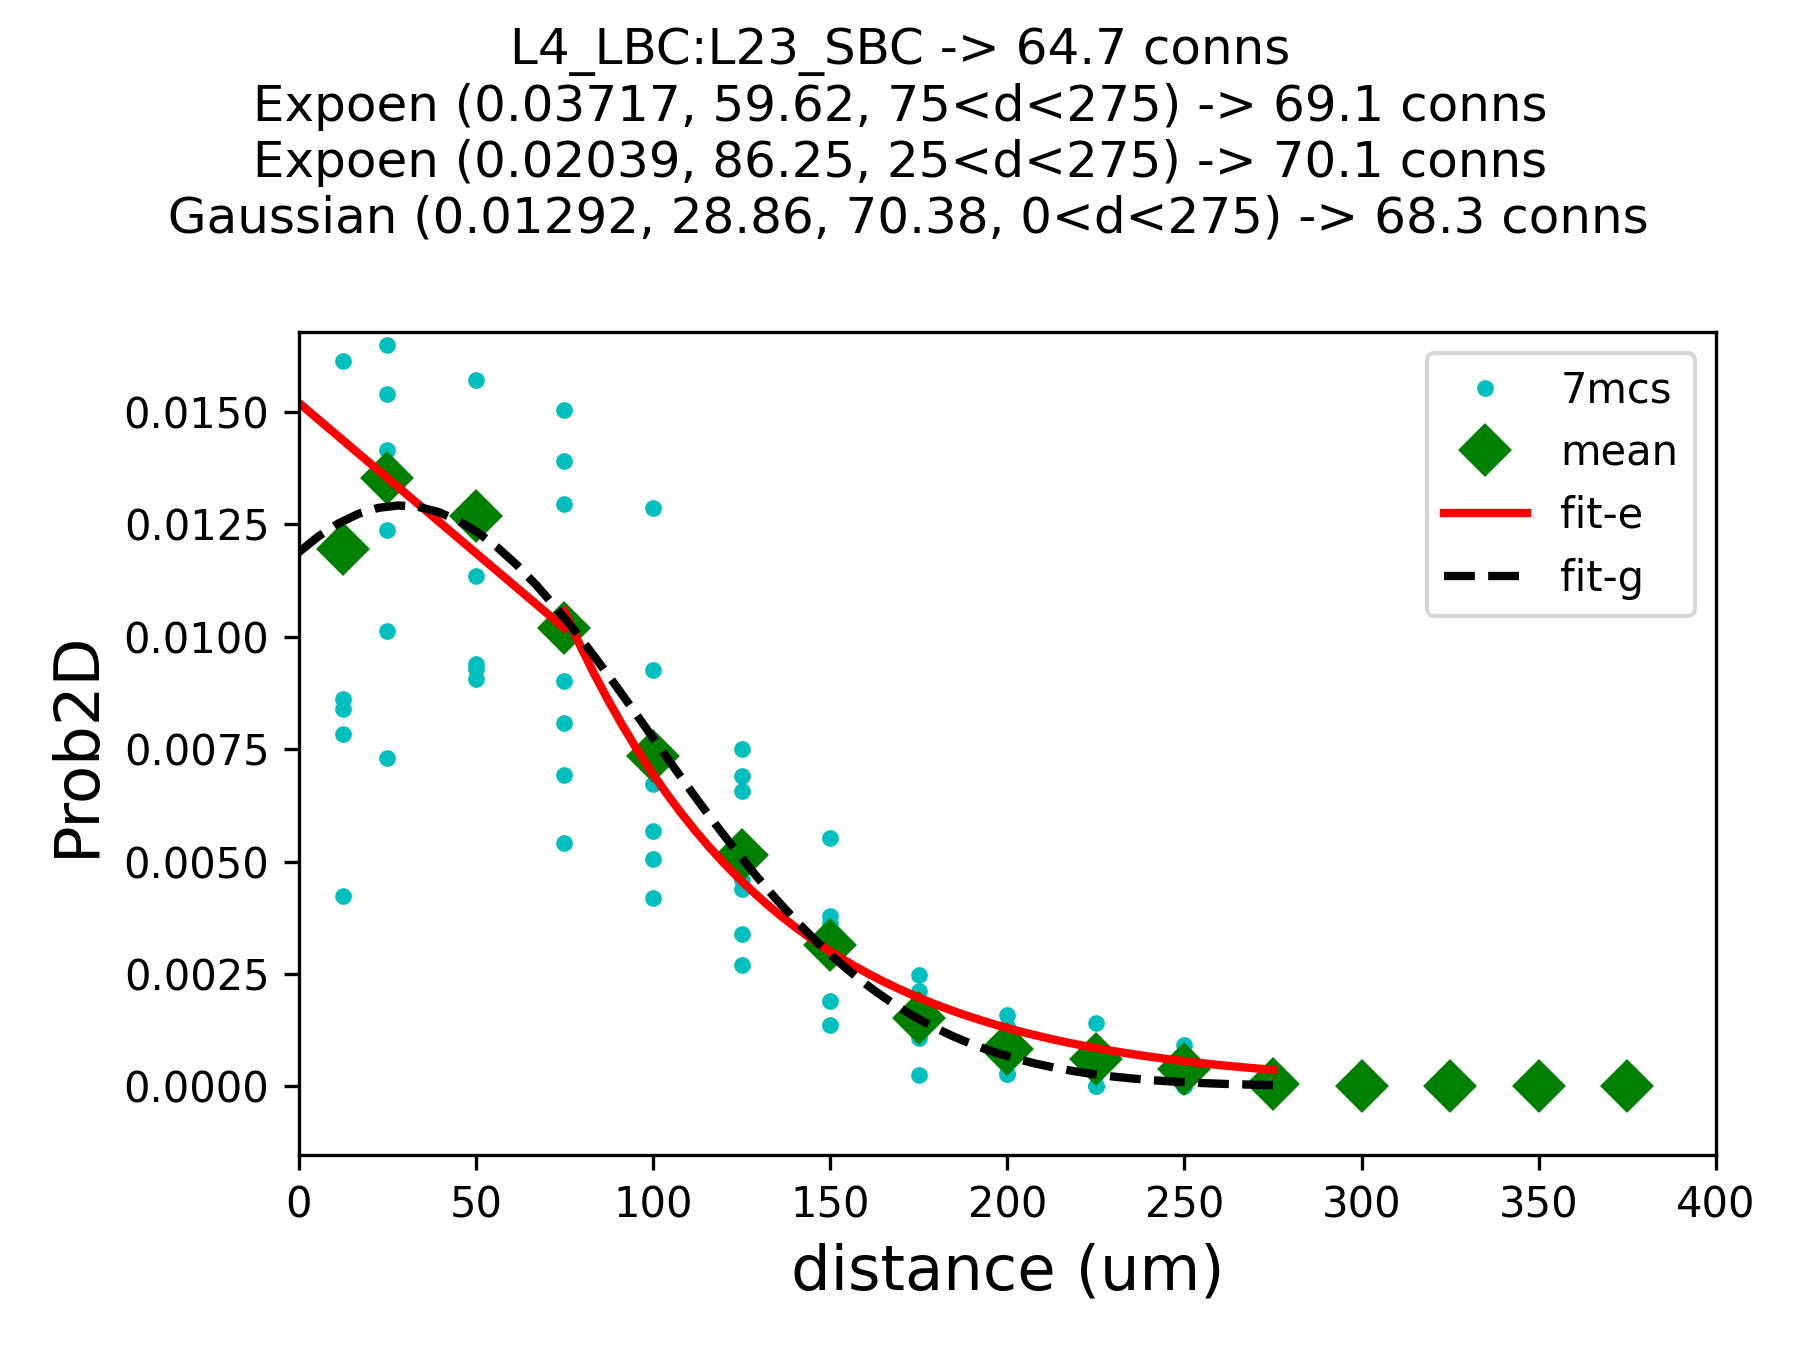 L4_LBC:L23_SBC -> 64.7 conns
Expoen (0.03717, 59.62, 75<d<275) -> 69.1 conns
Expoen (0.02039, 86.25, 25<d<275) -> 70.1 conns
Gaussian (0.01292, 28.86, 70.38, 0<d<275) -> 68.3 conns
7mcs
mean
fit-e
fit-g
Prob2D
0.0150
0.0125
0.0100
0.0075
0.0050
0.0025
0.0000
0 50 100 150 200 250 300 350 400
distance (um)